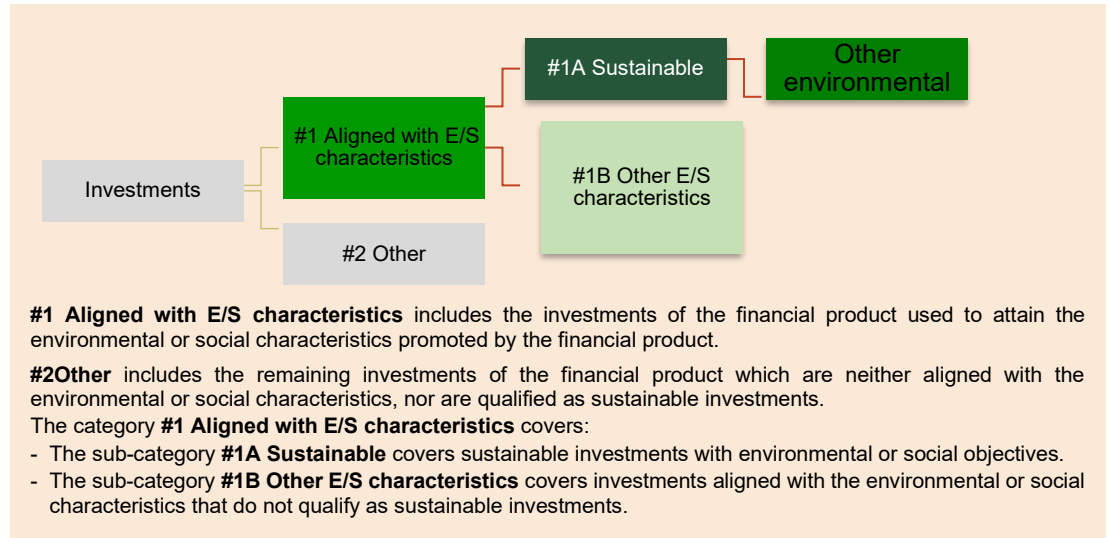 #1A Sustainable
Other
environmental
#1 Aligned with E/S
characteristics
Investments
#1B Other E/S
characteristics
#2 Other
#1 Aligned with E/S characteristics includes the investments of the financial product used to attain the
environmental or social characteristics promoted by the financial product.
#2Other includes the remaining investments of the financial product which are neither aligned with the
environmental or social characteristics, nor are qualified as sustainable investments.
The category #1 Aligned with E/S characteristics covers:
- The sub-category #1A Sustainable covers sustainable investments with environmental or social objectives.
- The sub-category #1B Other E/S characteristics covers investments aligned with the environmental or social
characteristics that do not qualify as sustainable investments.